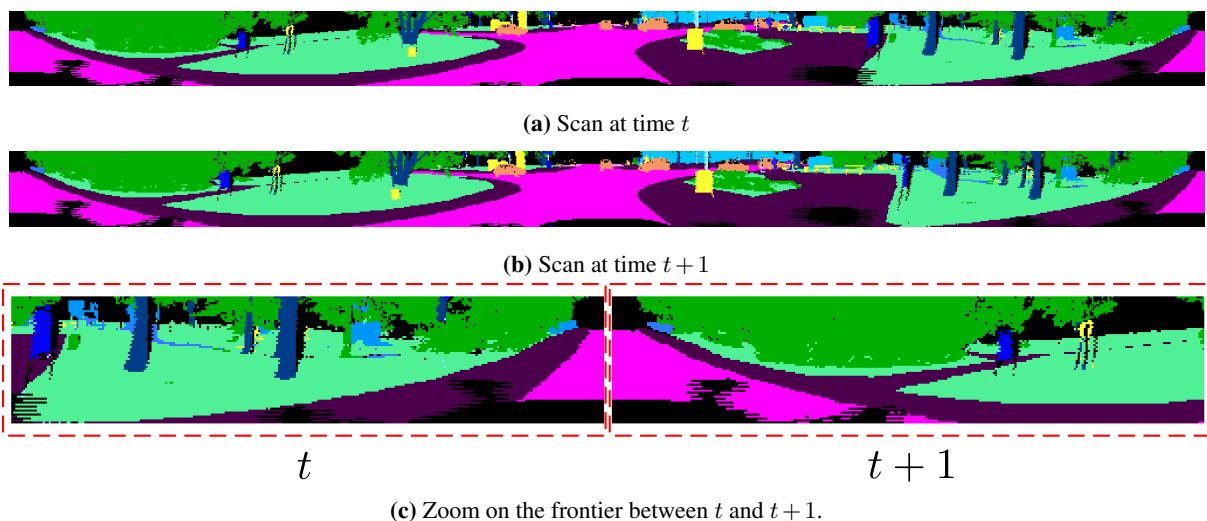 (a) Scan at time t
(b) Scan at time t + 1
t
t + 1
(c) Zoom on the frontier between t and t + 1.